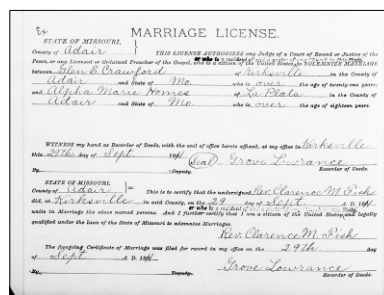 MARRIAGE LICENSE.
STATE OF MISSOURI,
County of Adair
THIS LICENSE AUTHORIZES any Judge of a Court of Record or Justice of the
Peace, or any Licensed or Ordained Preacher of the Gospel, who is a citizen of the United States, to SOLEMNIZE MARRIAGE
between Glen E. Crawford of Kirksville in the County
of Adair and State of Mo. who is over the age of twenty-one years;
and Alpha Marie Homes of La Plata in the County
of Adair and State of Mo. who is over the age of eighteen years.
WITNESS my hand as Recorder of Deeds, with the seal of office hereto affixed, at my office in Kirksville
this 29th day of Sept. 1941
(Seal) Grove Lowrance
By Deputy. Recorder of Deeds.
STATE OF MISSOURI,
County of Adair ss.
This is to certify that the undersigned Rev. Clarence M. Fish
did, at Kirksville in said County, on the 29 day of Sept. A. D. 1941
unite in Marriage the above named persons. And I further certify that I am a citizen of the United States, and legally
qualified under the laws of the State of Missouri to solemnize Marriages.
Rev. Clarence M. Fish
The foregoing Certificate of Marriage was filed for record in my office on the 29th day
of Sept A. D. 1941
Grove Lowrance
By Deputy. Recorder of Deeds.